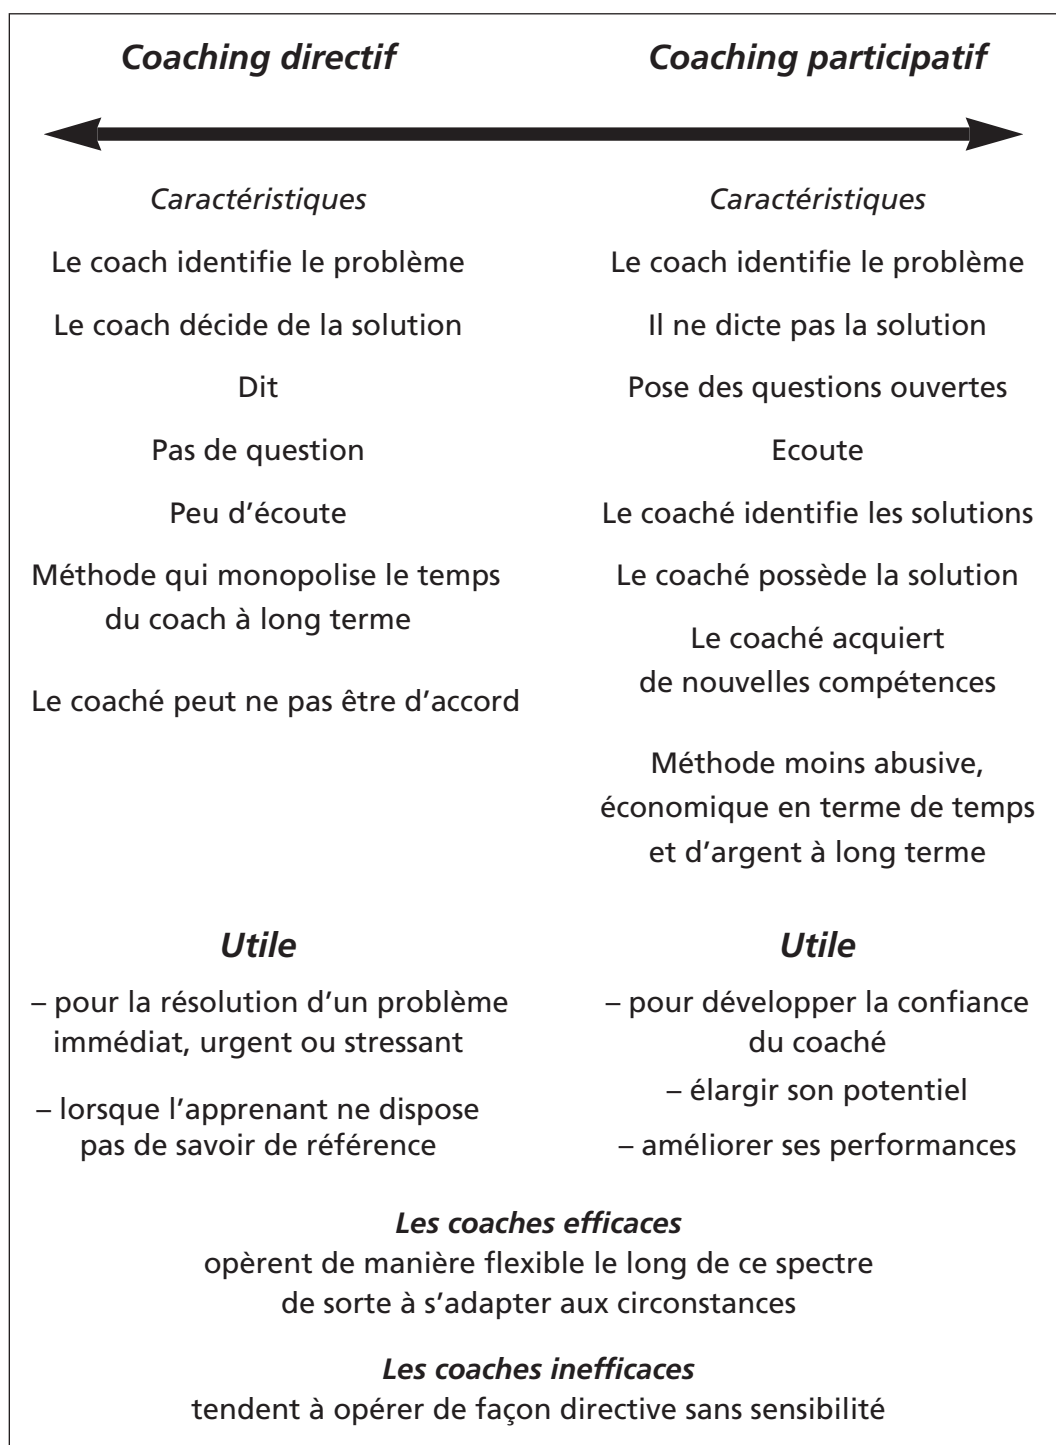 Coaching directif
Caractéristiques
Le coach identifie le problème
Le coach décide de la solution
Dit
Pas de question
Peu d’écoute
Méthode qui monopolise le temps
du coach à long terme
Le coaché peut ne pas être d’accord
Utile
– pour la résolution d’un problème
immédiat, urgent ou stressant
– lorsque l’apprenant ne dispose
pas de savoir de référence
Coaching participatif
Caractéristiques
Le coach identifie le problème
Il ne dicte pas la solution
Pose des questions ouvertes
Ecoute
Le coaché identifie les solutions
Le coaché possède la solution
Le coaché acquiert
de nouvelles compétences
Méthode moins abusive,
économique en terme de temps
et d’argent à long terme
Utile
– pour développer la confiance
du coaché
– élargir son potentiel
– améliorer ses performances
Les coaches efficaces
opèrent de manière flexible le long de ce spectre
de sorte à s’adapter aux circonstances
Les coaches inefficaces
tendent à opérer de façon directive sans sensibilité